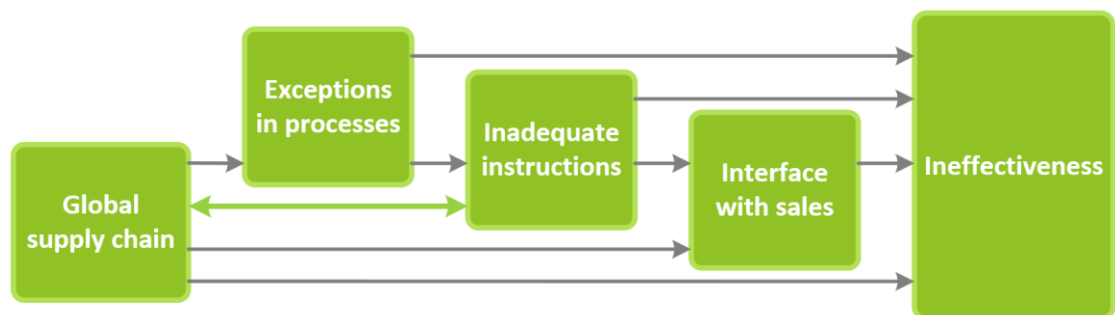 Global
supply chain
Exceptions
in processes
Inadequate
instructions
Interface
with sales
Ineffectiveness